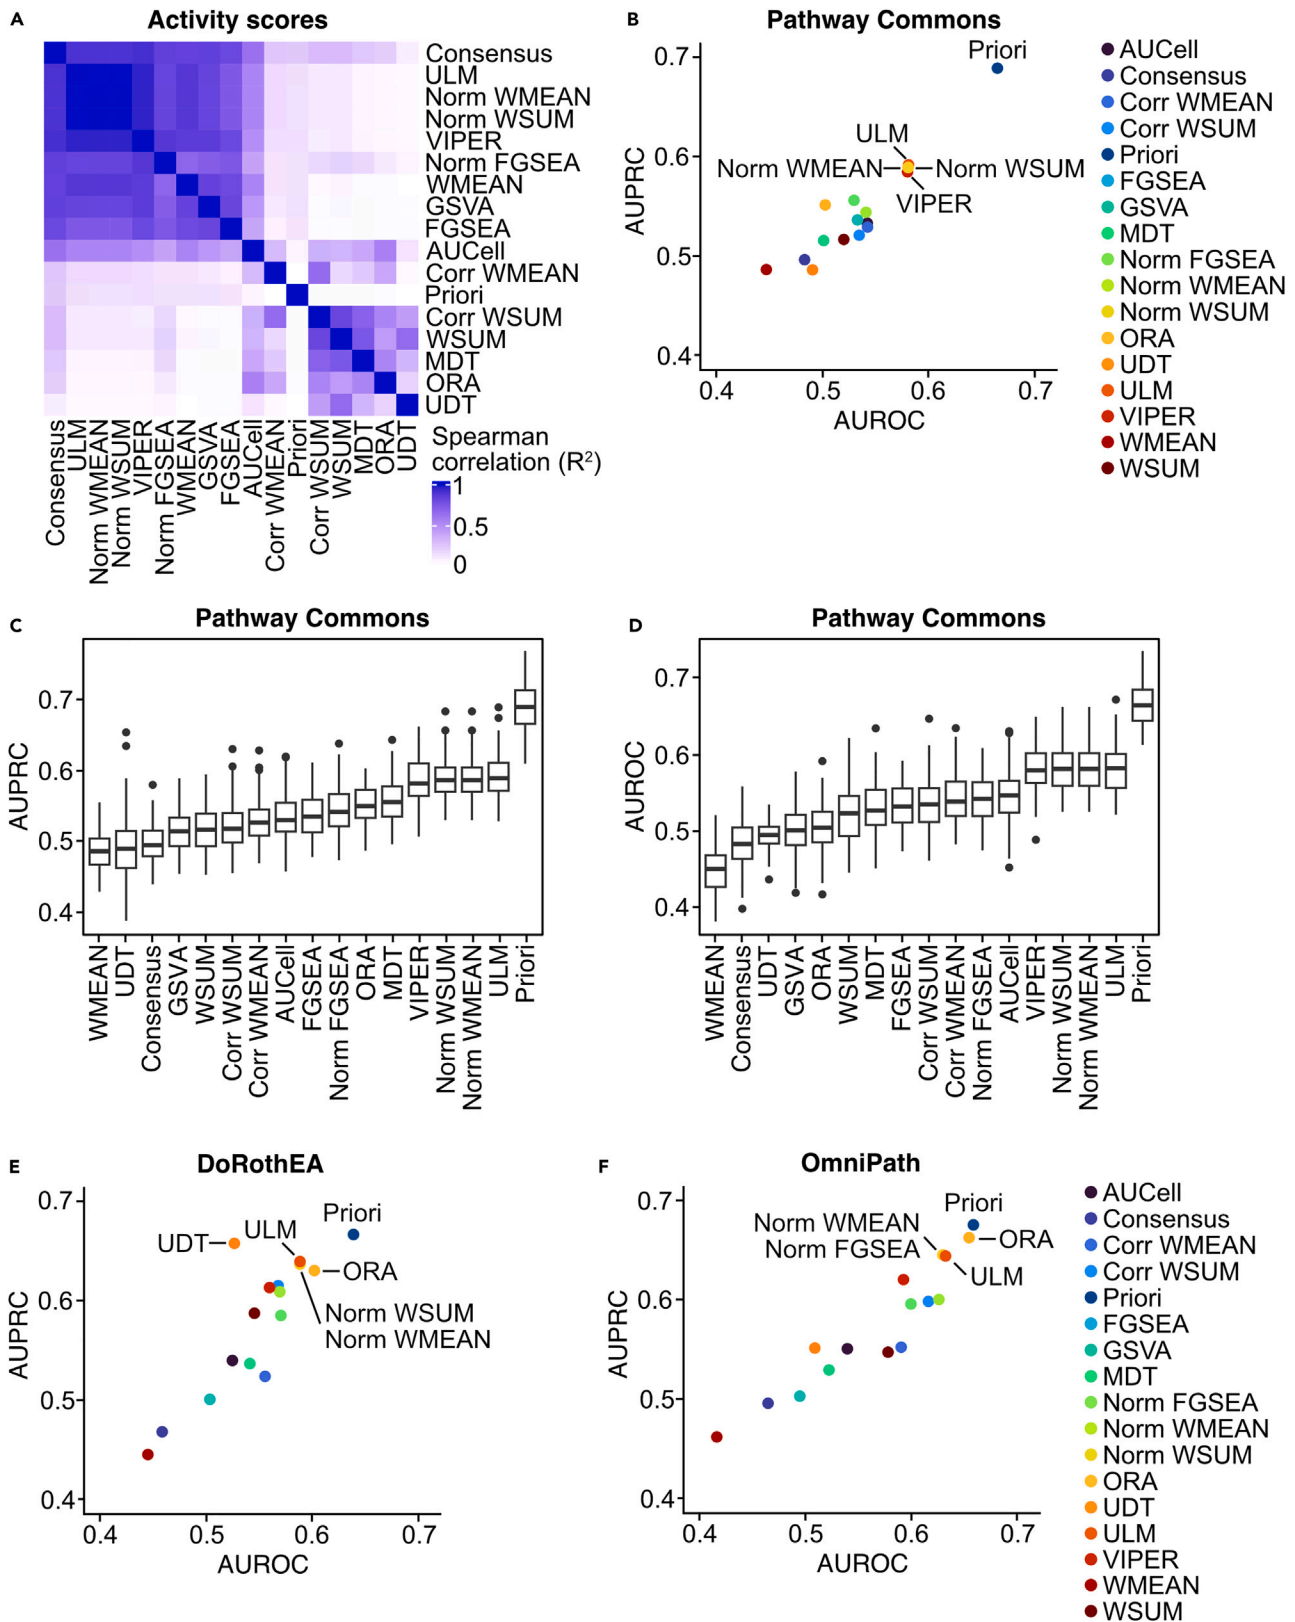 A
Activity scores
Consensus
ULM
Norm WMEAN
Norm WSUM
VIPER
Norm FGSEA
WMEAN
GSVA
FGSEA
AUCell
Corr WMEAN
Priori
Corr WSUM
WSUM
MDT
ORA
UDT
Consensus
ULM
Norm WMEAN
Norm WSUM
VIPER
Norm FGSEA
WMEAN
GSVA
FGSEA
AUCell
Corr WMEAN
Priori
Corr WSUM
WSUM
MDT
ORA
UDT
Spearman
correlation (R²)
1
0.5
0
B
Pathway Commons
AUPRC
0.7
0.6
0.5
0.4
0.4
0.5
0.6
0.7
AUROC
Priori
ULM
Norm WMEAN
Norm WSUM
VIPER
AUCell
Consensus
Corr WMEAN
Corr WSUM
Priori
FGSEA
GSVA
MDT
Norm FGSEA
Norm WMEAN
Norm WSUM
ORA
UDT
ULM
VIPER
WMEAN
WSUM
C
Pathway Commons
AUPRC
0.7
0.6
0.5
0.4
WMEAN
UDT
Consensus
GSVA
WSUM
Corr WSUM
Corr WMEAN
AUCell
FGSEA
Norm FGSEA
ORA
MDT
VIPER
Norm WSUM
Norm WMEAN
ULM
Priori
D
Pathway Commons
AUROC
0.7
0.6
0.5
0.4
WMEAN
Consensus
UDT
GSVA
ORA
WSUM
MDT
FGSEA
Corr WSUM
Corr WMEAN
Norm FGSEA
AUCell
VIPER
Norm WSUM
Norm WMEAN
ULM
Priori
E
DoRothEA
AUPRC
0.7
0.6
0.5
0.4
0.4
0.5
0.6
0.7
AUROC
Priori
ULM
UDT
ORA
Norm WSUM
Norm WMEAN
F
OmniPath
AUPRC
0.7
0.6
0.5
0.4
0.4
0.5
0.6
0.7
AUROC
Priori
Norm WMEAN
Norm FGSEA
ORA
ULM
AUCell
Consensus
Corr WMEAN
Corr WSUM
Priori
FGSEA
GSVA
MDT
Norm FGSEA
Norm WMEAN
Norm WSUM
ORA
UDT
ULM
VIPER
WMEAN
WSUM